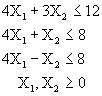 4X₁ + 3X₂ ≤ 12
4X₁ + X₂ ≤ 8
4X₁ − X₂ ≤ 8
X₁, X₂ ≥ 0